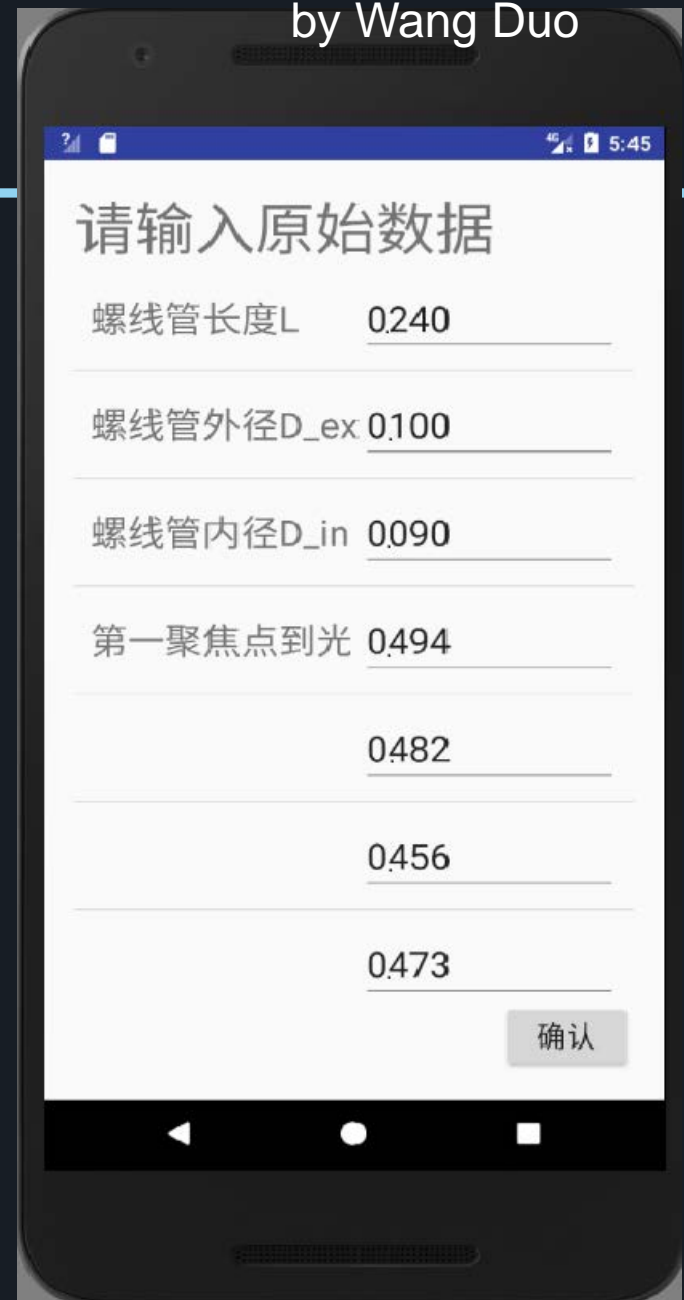 by Wang Duo
? 4G 5:45
请输入原始数据
螺线管长度L 0.240
螺线管外径D_ex 0.100
螺线管内径D_in 0.090
第一聚焦点到光 0.494
0.482
0.456
0.473
确认